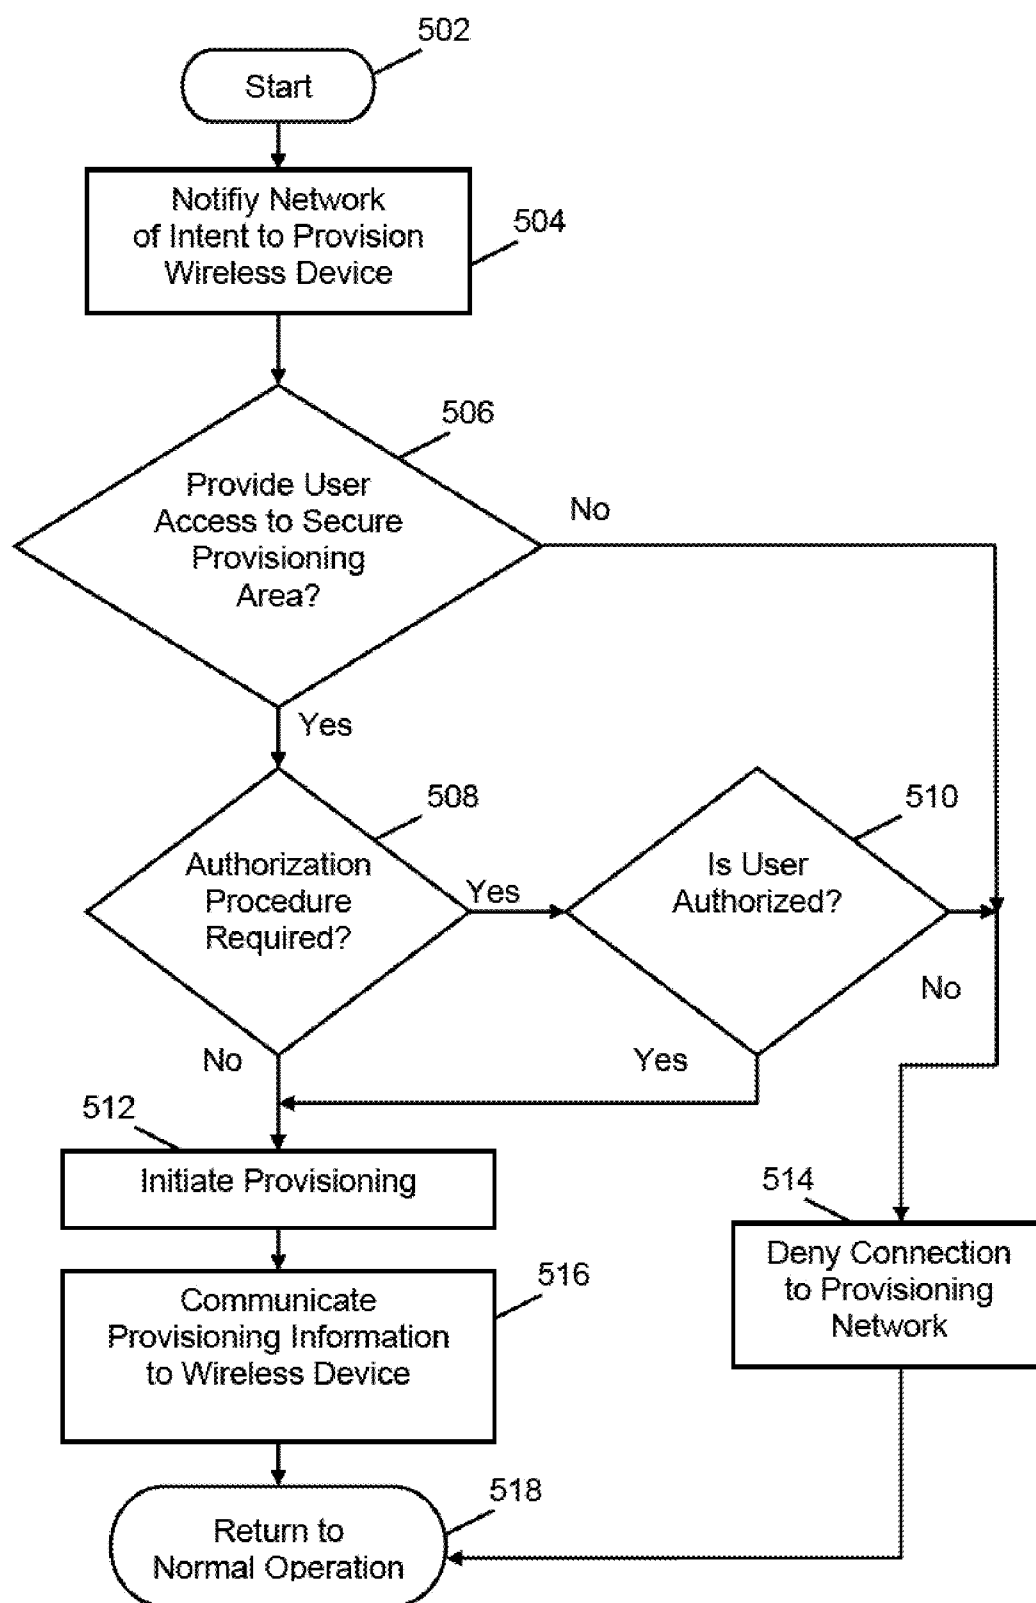 502
Start
Notifiy Network
of Intent to Provision
Wireless Device
504
506
Provide User
Access to Secure
Provisioning
Area?
No
Yes
508
Authorization
Procedure
Required?
Yes
510
Is User
Authorized?
No
No
Yes
512
Initiate Provisioning
514
Deny Connection
to Provisioning
Network
516
Communicate
Provisioning Information
to Wireless Device
518
Return to
Normal Operation